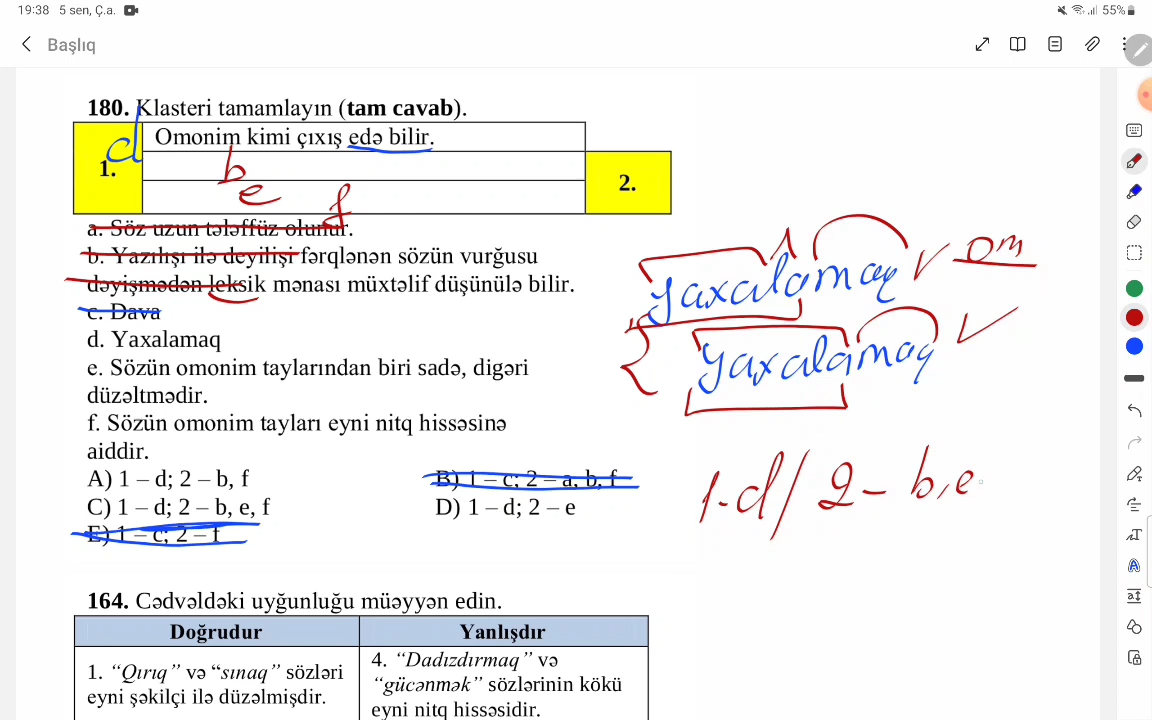 19:38 5 sen, Ç.a. 55%
Başlıq
180. Klasteri tamamlayın (tam cavab).
d
1.
Omonim kimi çıxış edə bilir.
b
e
f
2.
a. Söz uzun tələffüz olunur.
b. Yazılışı ilə deyilişi fərqlənən sözün vurğusu
dəyişmədən leksik mənası müxtəlif düşünülə bilir.
c. Dava
d. Yaxalamaq
e. Sözün omonim taylarından biri sadə, digəri
düzəltmədir.
f. Sözün omonim tayları eyni nitq hissəsinə
aiddir.
A) 1 – d; 2 – b, f
B) 1 – c; 2 – a, b, f
C) 1 – d; 2 – b, e, f
D) 1 – d; 2 – e
E) 1 – c; 2 – f
yaxalamaq om
yaxalamaq
1-d/ 2- b,e
164. Cədvəldəki uyğunluğu müəyyən edin.
Doğrudur
Yanlışdır
1. “Qırıq” və “sınaq” sözləri
eyni şəkilçi ilə düzəlmişdir.
4. “Dadızdırmaq” və
“gücənmək” sözlərinin kökü
eyni nitq hissəsidir.